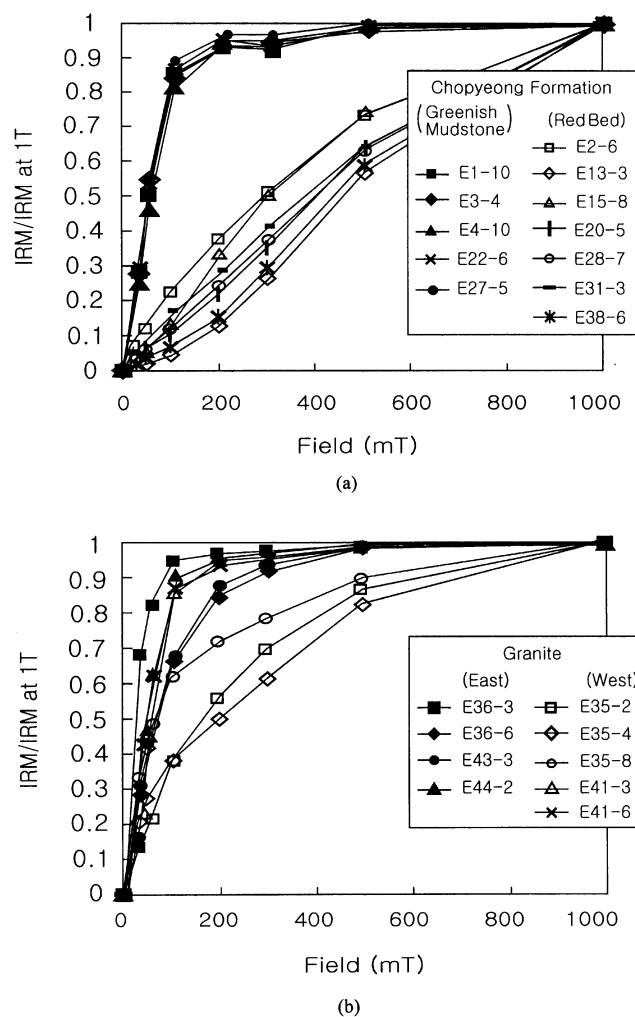 1
0.9
0.8
0.7
0.6
0.5
0.4
0.3
0.2
0.1
0
IRM/IRM at 1T
0 200 400 600 800 1000
Field (mT)
Chopyeong Formation
(Greenish Mudstone)
(Red Bed)
E1-10
E3-4
E4-10
E22-6
E27-5
E2-6
E13-3
E15-8
E20-5
E28-7
E31-3
E38-6
(a)
1
0.9
0.8
0.7
0.6
0.5
0.4
0.3
0.2
0.1
0
IRM/IRM at 1T
0 200 400 600 800 1000
Field (mT)
Granite
(East)
(West)
E36-3
E36-6
E43-3
E44-2
E35-2
E35-4
E35-8
E41-3
E41-6
(b)